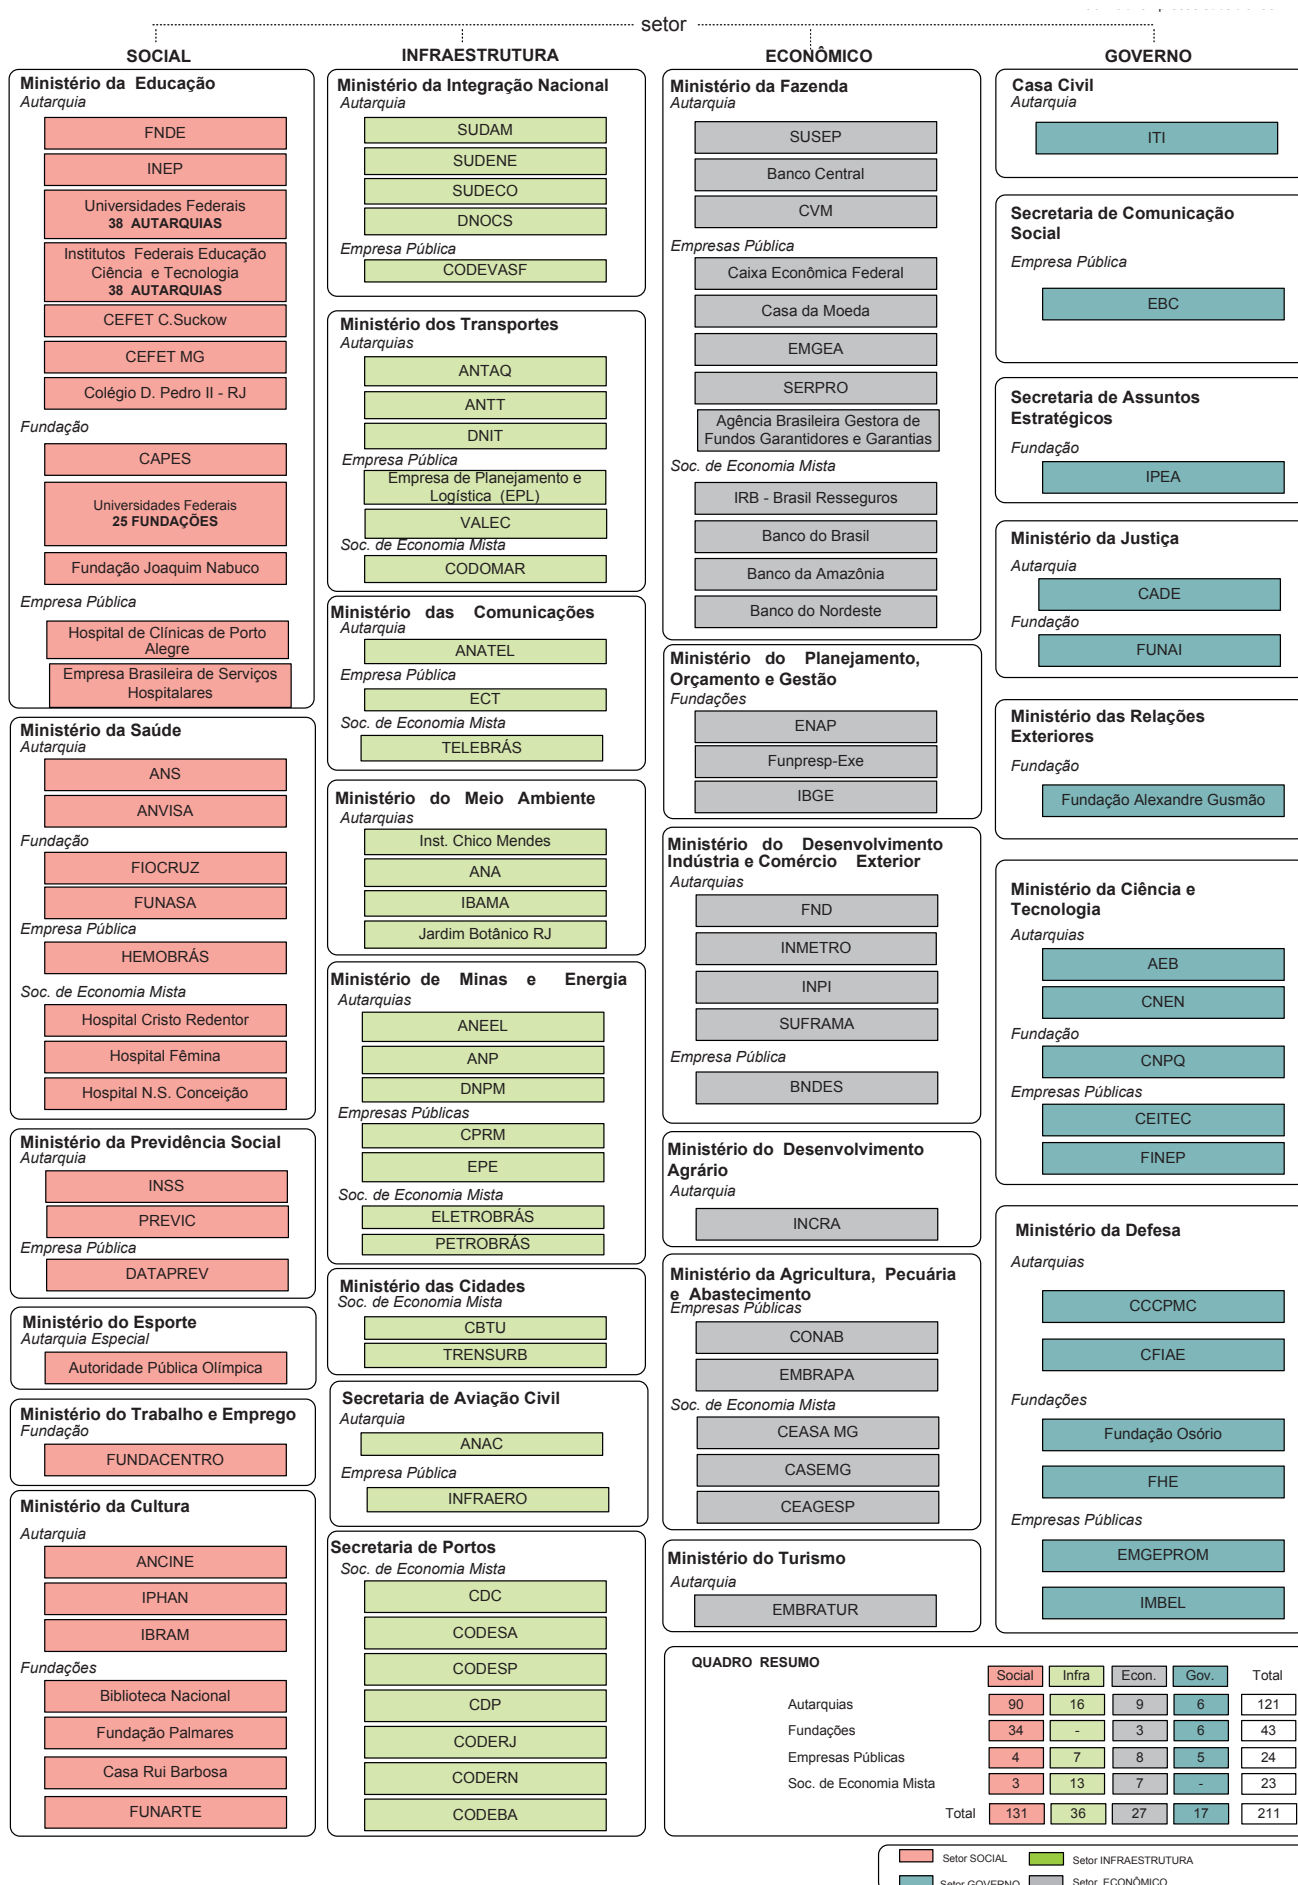 setor
SOCIAL
Ministério da Educação
Autarquia
FNDE
INEP
Universidades Federais
38 AUTARQUIAS
Institutos Federais Educação
Ciência e Tecnologia
38 AUTARQUIAS
CEFET C.Suckow
CEFET MG
Colégio D. Pedro II - RJ
Fundação
CAPES
Universidades Federais
25 FUNDAÇÕES
Fundação Joaquim Nabuco
Empresa Pública
Hospital de Clínicas de Porto
Alegre
Empresa Brasileira de Serviços
Hospitalares
Ministério da Saúde
Autarquia
ANS
ANVISA
Fundação
FIOCRUZ
FUNASA
Empresa Pública
HEMOBRÁS
Soc. de Economia Mista
Hospital Cristo Redentor
Hospital Fêmina
Hospital N.S. Conceição
Ministério da Previdência Social
Autarquia
INSS
PREVIC
Empresa Pública
DATAPREV
Ministério do Esporte
Autarquia Especial
Autoridade Pública Olímpica
Ministério do Trabalho e Emprego
Fundação
FUNDACENTRO
Ministério da Cultura
Autarquia
ANCINE
IPHAN
IBRAM
Fundações
Biblioteca Nacional
Fundação Palmares
Casa Rui Barbosa
FUNARTE
INFRAESTRUTURA
Ministério da Integração Nacional
Autarquia
SUDAM
SUDENE
SUDECO
DNOCS
Empresa Pública
CODEVASF
Ministério dos Transportes
Autarquias
ANTAQ
ANTT
DNIT
Empresa Pública
Empresa de Planejamento e
Logística (EPL)
VALEC
Soc. de Economia Mista
CODOMAR
Ministério das Comunicações
Autarquia
ANATEL
Empresa Pública
ECT
Soc. de Economia Mista
TELEBRÁS
Ministério do Meio Ambiente
Autarquias
Inst. Chico Mendes
ANA
IBAMA
Jardim Botânico RJ
Ministério de Minas e Energia
Autarquias
ANEEL
ANP
DNPM
Empresas Públicas
CPRM
EPE
Soc. de Economia Mista
ELETROBRÁS
PETROBRÁS
Ministério das Cidades
Soc. de Economia Mista
CBTU
TRENSURB
Secretaria de Aviação Civil
Autarquia
ANAC
Empresa Pública
INFRAERO
Secretaria de Portos
Soc. de Economia Mista
CDC
CODESA
CODESP
CDP
CODERJ
CODERN
CODEBA
ECONÔMICO
Ministério da Fazenda
Autarquia
SUSEP
Banco Central
CVM
Empresas Pública
Caixa Econômica Federal
Casa da Moeda
EMGEA
SERPRO
Agência Brasileira Gestora de
Fundos Garantidores e Garantias
Soc. de Economia Mista
IRB - Brasil Resseguros
Banco do Brasil
Banco da Amazônia
Banco do Nordeste
Ministério do Planejamento,
Orçamento e Gestão
Fundações
ENAP
Funpresp-Exe
IBGE
Ministério do Desenvolvimento
Indústria e Comércio Exterior
Autarquias
FND
INMETRO
INPI
SUFRAMA
Empresa Pública
BNDES
Ministério do Desenvolvimento
Agrário
Autarquia
INCRA
Ministério da Agricultura, Pecuária
e Abastecimento
Empresas Públicas
CONAB
EMBRAPA
Soc. de Economia Mista
CEASA MG
CASEMG
CEAGESP
Ministério do Turismo
Autarquia
EMBRATUR
GOVERNO
Casa Civil
Autarquia
ITI
Secretaria de Comunicação
Social
Empresa Pública
EBC
Secretaria de Assuntos
Estratégicos
Fundação
IPEA
Ministério da Justiça
Autarquia
CADE
Fundação
FUNAI
Ministério das Relações
Exteriores
Fundação
Fundação Alexandre Gusmão
Ministério da Ciência e
Tecnologia
Autarquias
AEB
CNEN
Fundação
CNPQ
Empresas Públicas
CEITEC
FINEP
Ministério da Defesa
Autarquias
CCCPMC
CFIAE
Fundações
Fundação Osório
FHE
Empresas Públicas
EMGEPROM
IMBEL
QUADRO RESUMO
Social Infra Econ. Gov. Total
Autarquias 90 16 9 6 121
Fundações 34 - 3 6 43
Empresas Públicas 4 7 8 5 24
Soc. de Economia Mista 3 13 7 - 23
Total 131 36 27 17 211
Setor SOCIAL Setor INFRAESTRUTURA
Setor GOVERNO Setor ECONÔMICO